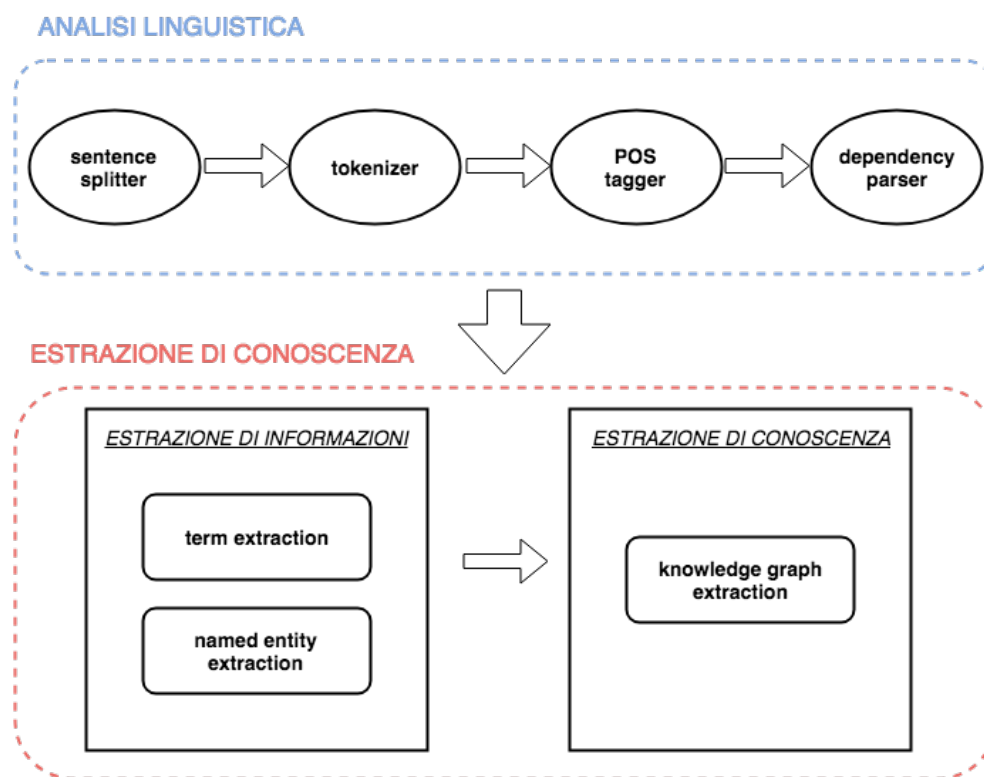 ANALISI LINGUISTICA
sentence
splitter
tokenizer
POS
tagger
dependency
parser
ESTRAZIONE DI CONOSCENZA
ESTRAZIONE DI INFORMAZIONI
term extraction
named entity
extraction
ESTRAZIONE DI CONOSCENZA
knowledge graph
extraction